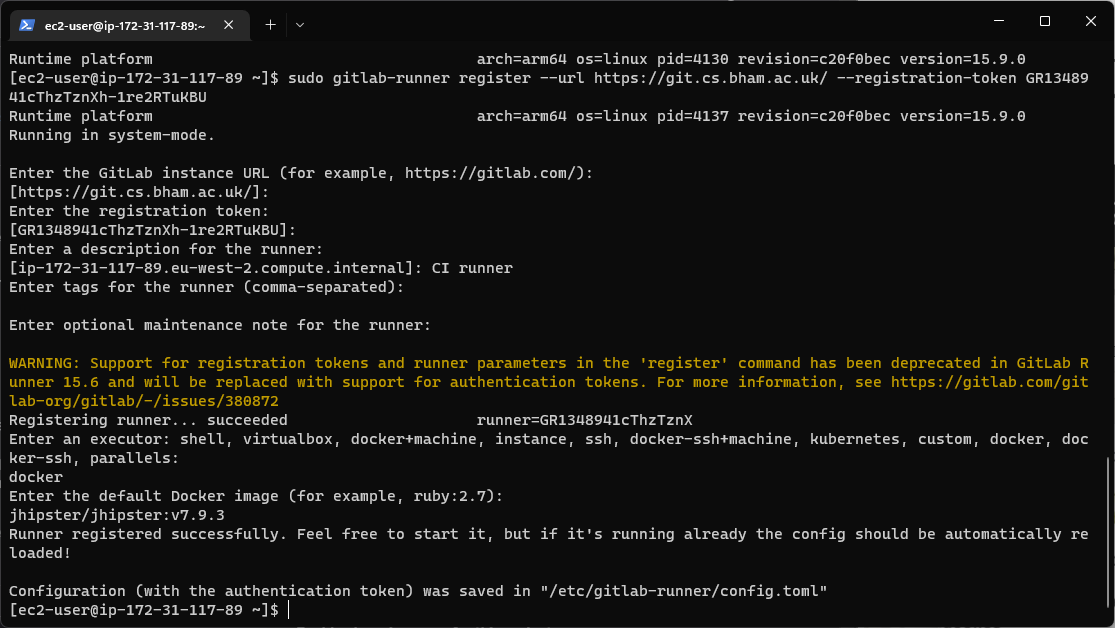 ec2-user@ip-172-31-117-89:~
Runtime platform                                    arch=arm64 os=linux pid=4130 revision=c20f0bec version=15.9.0
[ec2-user@ip-172-31-117-89 ~]$ sudo gitlab-runner register --url https://git.cs.bham.ac.uk/ --registration-token GR13489
41cThzTznXh-1re2RTuKBU
Runtime platform                                    arch=arm64 os=linux pid=4137 revision=c20f0bec version=15.9.0
Running in system-mode.
Enter the GitLab instance URL (for example, https://gitlab.com/):
[https://git.cs.bham.ac.uk/]:
Enter the registration token:
[GR1348941cThzTznXh-1re2RTuKBU]:
Enter a description for the runner:
[ip-172-31-117-89.eu-west-2.compute.internal]: CI runner
Enter tags for the runner (comma-separated):
Enter optional maintenance note for the runner:
WARNING: Support for registration tokens and runner parameters in the 'register' command has been deprecated in GitLab R
unner 15.6 and will be replaced with support for authentication tokens. For more information, see https://gitlab.com/git
lab-org/gitlab/-/issues/380872
Registering runner... succeeded                     runner=GR1348941cThzTznX
Enter an executor: shell, virtualbox, docker+machine, instance, ssh, docker-ssh+machine, kubernetes, custom, docker, doc
ker-ssh, parallels:
docker
Enter the default Docker image (for example, ruby:2.7):
jhipster/jhipster:v7.9.3
Runner registered successfully. Feel free to start it, but if it's running already the config should be automatically re
loaded!
Configuration (with the authentication token) was saved in "/etc/gitlab-runner/config.toml"
[ec2-user@ip-172-31-117-89 ~]$